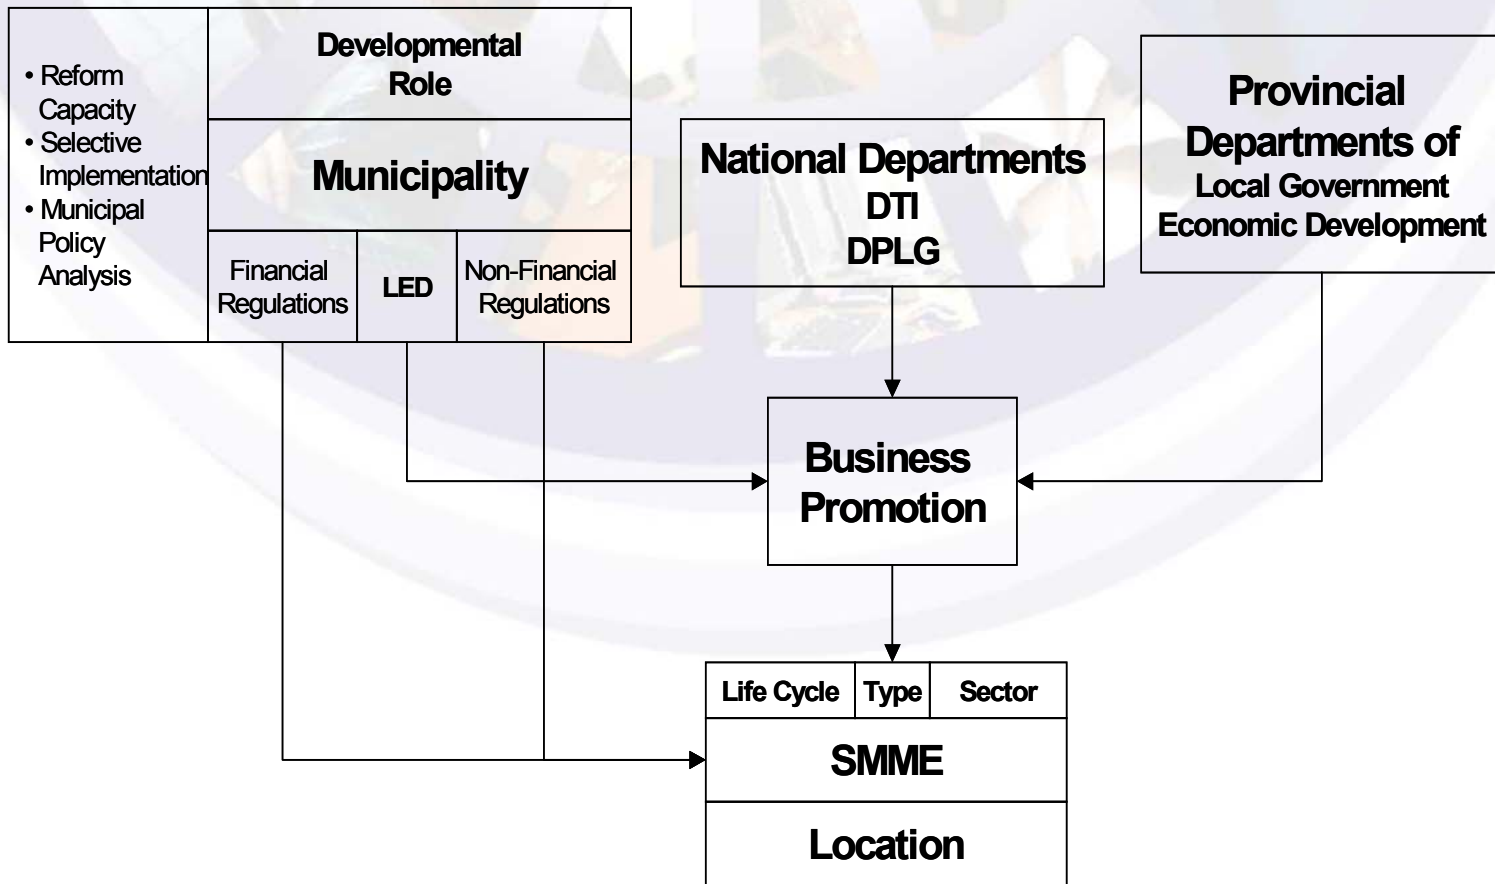 • Reform
Capacity
• Selective
Implementation
• Municipal
Policy
Analysis
Developmental
Role
Municipality
Financial
Regulations
LED
Non-Financial
Regulations
National Departments
DTI
DPLG
Provincial
Departments of
Local Government
Economic Development
Business
Promotion
Life Cycle
Type
Sector
SMME
Location